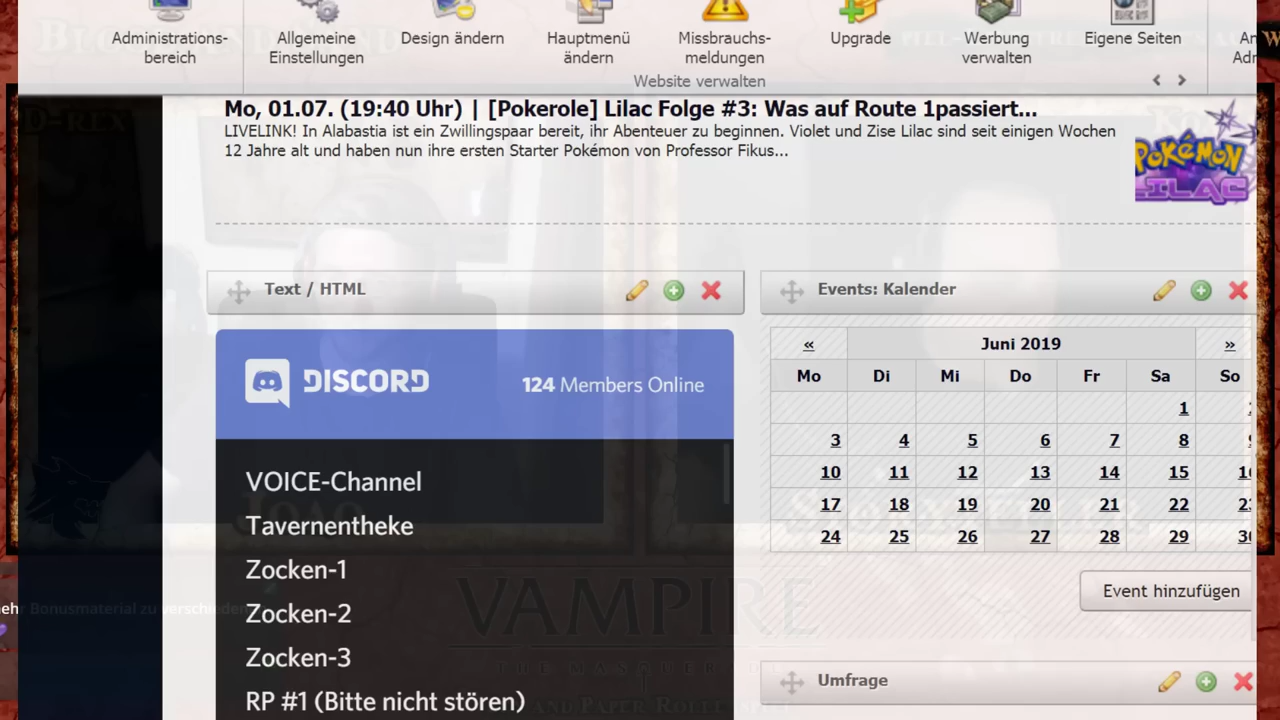 Administrations-
bereich
Allgemeine
Einstellungen
Design ändern
Hauptmenü
ändern
Missbrauchs-
meldungen
Upgrade
Werbung
verwalten
Eigene Seiten
Website verwalten
Mo, 01.07. (19:40 Uhr) | [Pokerole] Lilac Folge #3: Was auf Route 1passiert...
LIVELINK! In Alabastia ist ein Zwillingspaar bereit, ihr Abenteuer zu beginnen. Violet und Zise Lilac sind seit einigen Wochen
12 Jahre alt und haben nun ihre ersten Starter Pokémon von Professor Fikus...
POKéMON
LILAC
Text / HTML
Events: Kalender
DISCORD
124 Members Online
« Juni 2019 »
Mo Di Mi Do Fr Sa So
1
3 4 5 6 7 8
10 11 12 13 14 15
17 18 19 20 21 22
24 25 26 27 28 29
VOICE-Channel
Tavernentheke
Zocken-1
Zocken-2
Zocken-3
RP #1 (Bitte nicht stören)
Event hinzufügen
Umfrage
D-rex
Bonusmaterial zu verschieden
VAMPIRE
THE MASQUERADE